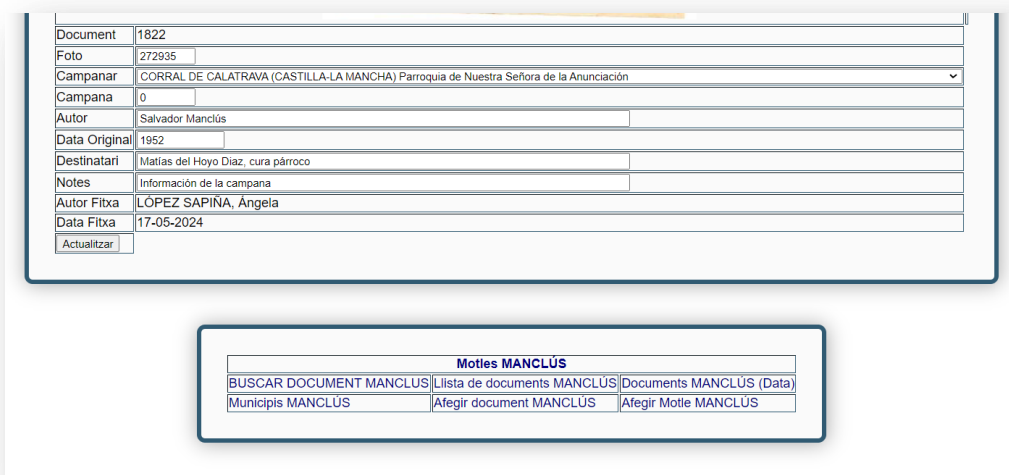 Document 1822
Foto 272935
Campanar CORRAL DE CALATRAVA (CASTILLA-LA MANCHA) Parroquia de Nuestra Señora de la Anunciación
Campana 0
Autor Salvador Manclús
Data Original 1952
Destinatari Matías del Hoyo Diaz, cura párroco
Notes Información de la campana
Autor Fitxa LÓPEZ SAPIÑA, Ángela
Data Fitxa 17-05-2024
Actualitzar
Motles MANCLÚS
BUSCAR DOCUMENT MANCLUS Llista de documents MANCLÚS Documents MANCLÚS (Data)
Municipis MANCLÚS Afegir document MANCLÚS Afegir Motle MANCLÚS